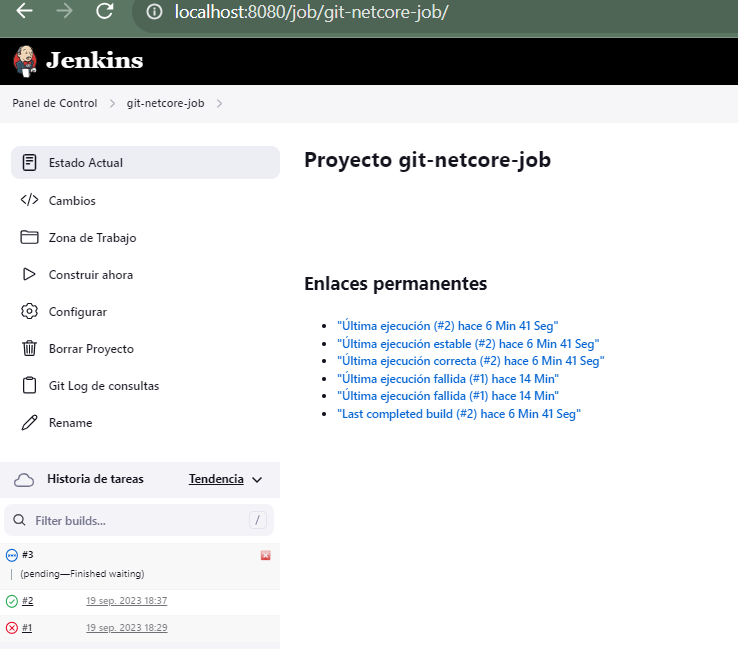 localhost:8080/job/git-netcore-job/
Jenkins
Panel de Control > git-netcore-job >
Estado Actual
Cambios
Zona de Trabajo
Construir ahora
Configurar
Borrar Proyecto
Git Log de consultas
Rename
Historia de tareas Tendencia
Filter builds... /
#3
(pending—Finished waiting)
#2 19 sep. 2023 18:37
#1 19 sep. 2023 18:29
Proyecto git-netcore-job
Enlaces permanentes
"Última ejecución (#2) hace 6 Min 41 Seg"
"Última ejecución estable (#2) hace 6 Min 41 Seg"
"Última ejecución correcta (#2) hace 6 Min 41 Seg"
"Última ejecución fallida (#1) hace 14 Min"
"Última ejecución fallida (#1) hace 14 Min"
"Last completed build (#2) hace 6 Min 41 Seg"